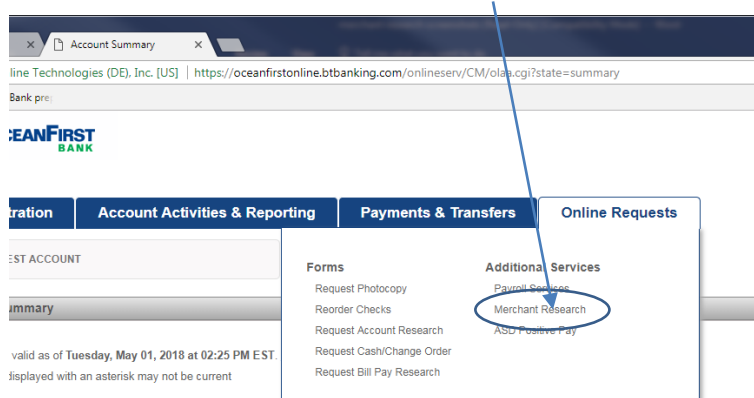 Account Summary
line Technologies (DE), Inc. [US] | https://oceanfirstonline.btbanking.com/onlineserv/CM/olaa.cgi?state=summary
Bank pre
CEANFIRST
BANK
tration Account Activities & Reporting Payments & Transfers Online Requests
EST ACCOUNT
Forms Additional Services
Request Photocopy Payroll Services
Reorder Checks Merchant Research
Request Account Research ASD Positive Pay
Request Cash/Change Order
Request Bill Pay Research
ummary
valid as of Tuesday, May 01, 2018 at 02:25 PM EST.
displayed with an asterisk may not be current